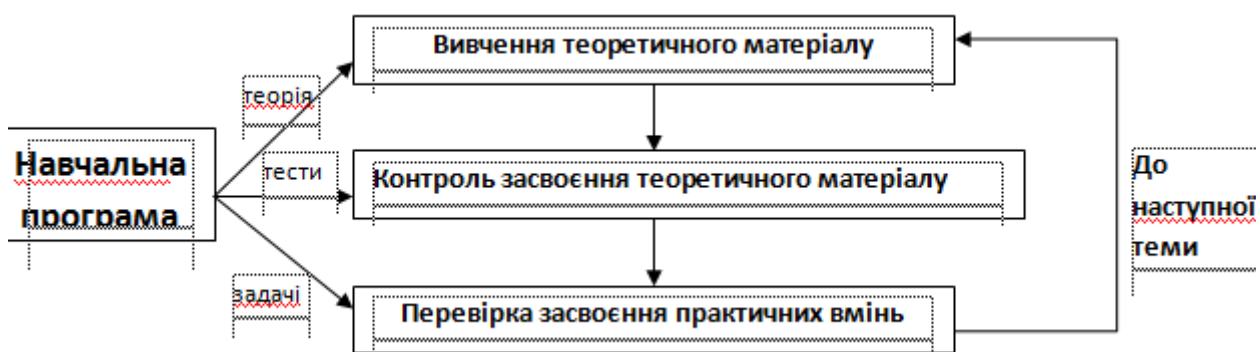 Вивчення теоретичного матеріалу
теорія
Навчальна
програма
тести
Контроль засвоєння теоретичного матеріалу
До
наступної
теми
задачі
Перевірка засвоєння практичних вмінь